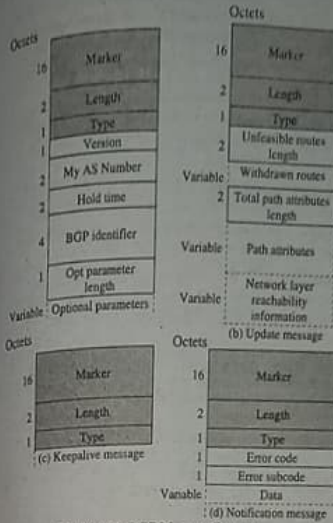 Octets
16 Marker
2 Length
1 Type
1 Version
2 My AS Number
2 Hold time
4 BGP identifier
1 Opt parameter
length
Variable Optional parameters
Octets
16 Marker
2 Length
1 Type
2 Unfeasible routes
length
Variable Withdrawn routes
2 Total path attributes
length
Variable Path attributes
Variable Network layer
reachability
information
(b) Update message
Octets
16 Marker
2 Length
1 Type
(c) Keepalive message
Octets
16 Marker
2 Length
1 Type
1 Error code
1 Error subcode
Variable Data
(d) Notification message